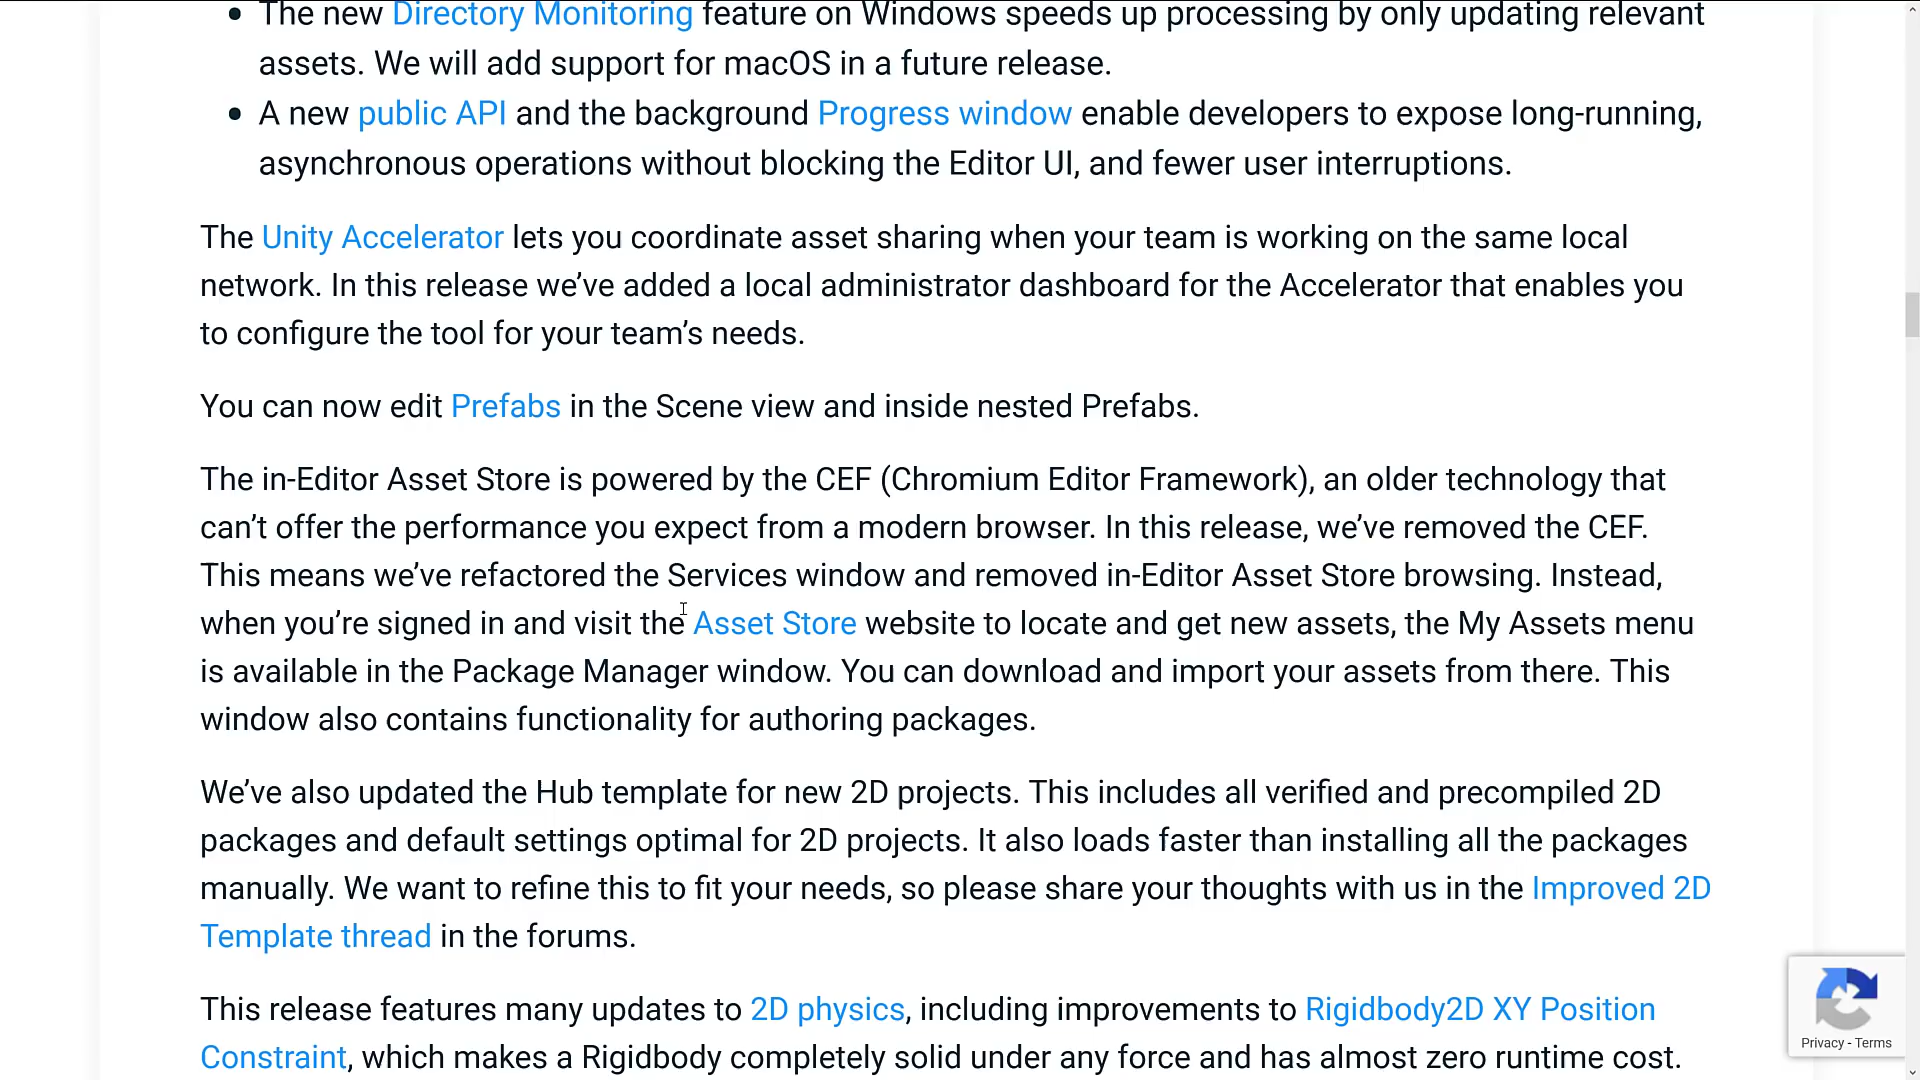 • The new Directory Monitoring feature on Windows speeds up processing by only updating relevant
assets. We will add support for macOS in a future release.
• A new public API and the background Progress window enable developers to expose long-running,
asynchronous operations without blocking the Editor UI, and fewer user interruptions.
The Unity Accelerator lets you coordinate asset sharing when your team is working on the same local
network. In this release we’ve added a local administrator dashboard for the Accelerator that enables you
to configure the tool for your team’s needs.
You can now edit Prefabs in the Scene view and inside nested Prefabs.
The in-Editor Asset Store is powered by the CEF (Chromium Editor Framework), an older technology that
can’t offer the performance you expect from a modern browser. In this release, we’ve removed the CEF.
This means we’ve refactored the Services window and removed in-Editor Asset Store browsing. Instead,
when you’re signed in and visit the Asset Store website to locate and get new assets, the My Assets menu
is available in the Package Manager window. You can download and import your assets from there. This
window also contains functionality for authoring packages.
We’ve also updated the Hub template for new 2D projects. This includes all verified and precompiled 2D
packages and default settings optimal for 2D projects. It also loads faster than installing all the packages
manually. We want to refine this to fit your needs, so please share your thoughts with us in the Improved 2D
Template thread in the forums.
This release features many updates to 2D physics, including improvements to Rigidbody2D XY Position
Constraint, which makes a Rigidbody completely solid under any force and has almost zero runtime cost.
Privacy - Terms